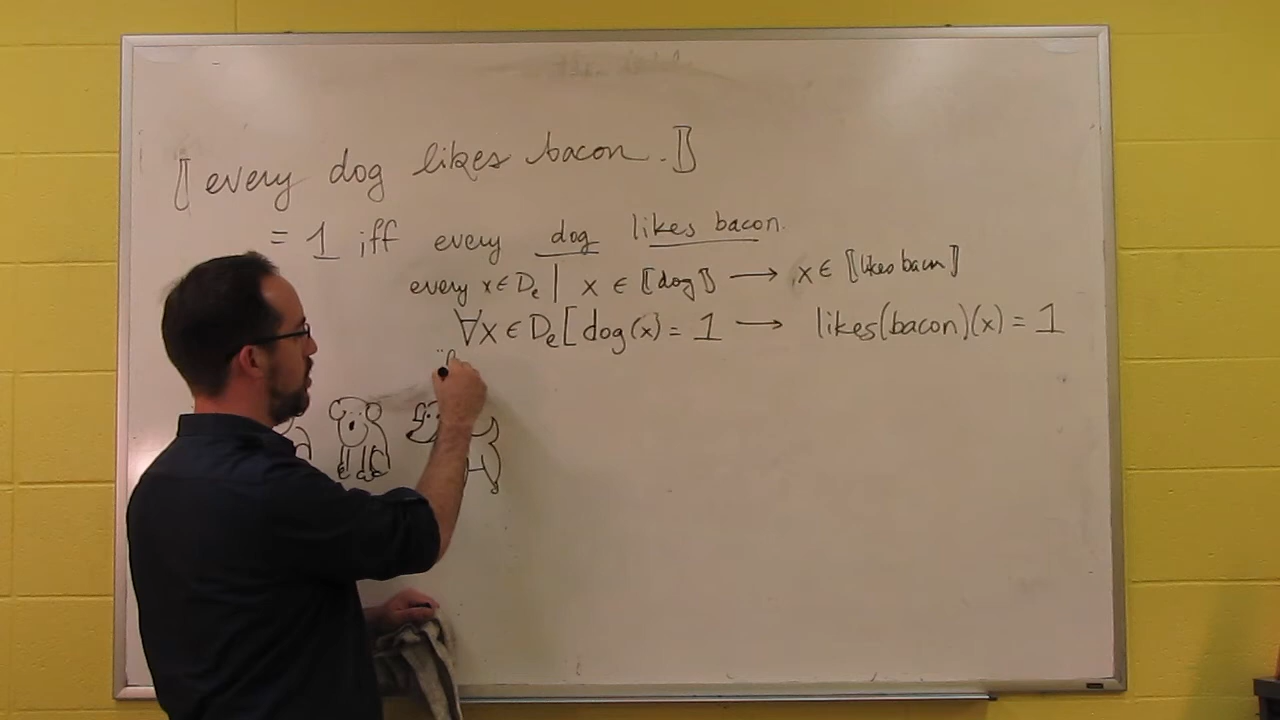 ⟦every dog likes bacon.⟧
= 1 iff every dog likes bacon.
every x ∈ Dₑ | x ∈ ⟦dog⟧ → x ∈ ⟦likes bacon⟧
∀x ∈ Dₑ[dog(x) = 1 → likes(bacon)(x) = 1